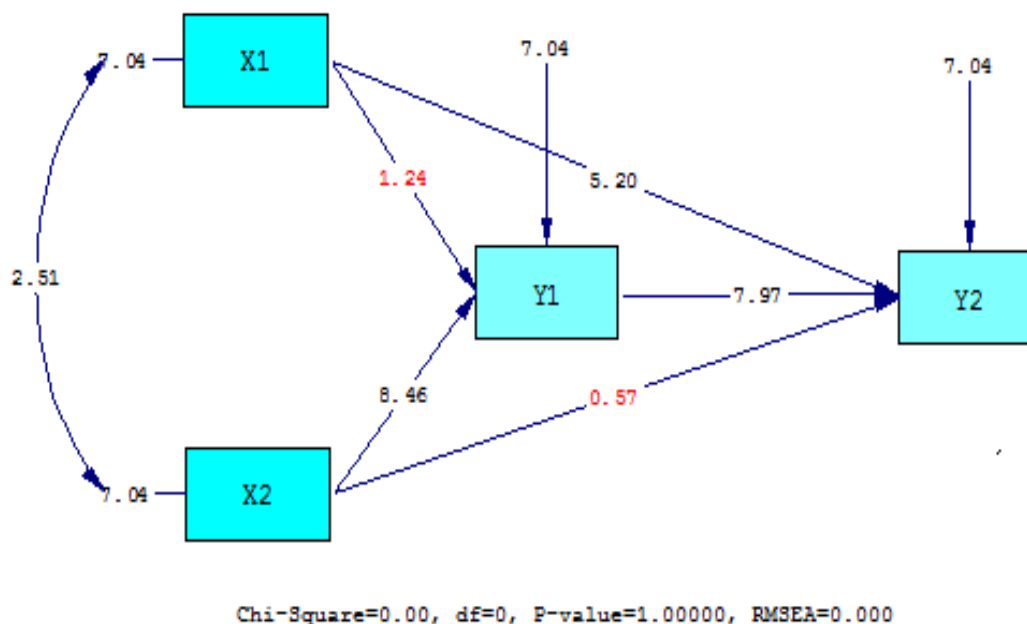 7.04
X1
7.04
7.04
1.24
5.20
2.51
Y1
7.97
Y2
8.46
0.57
7.04
X2
Chi-Square=0.00, df=0, P-value=1.00000, RMSEA=0.000